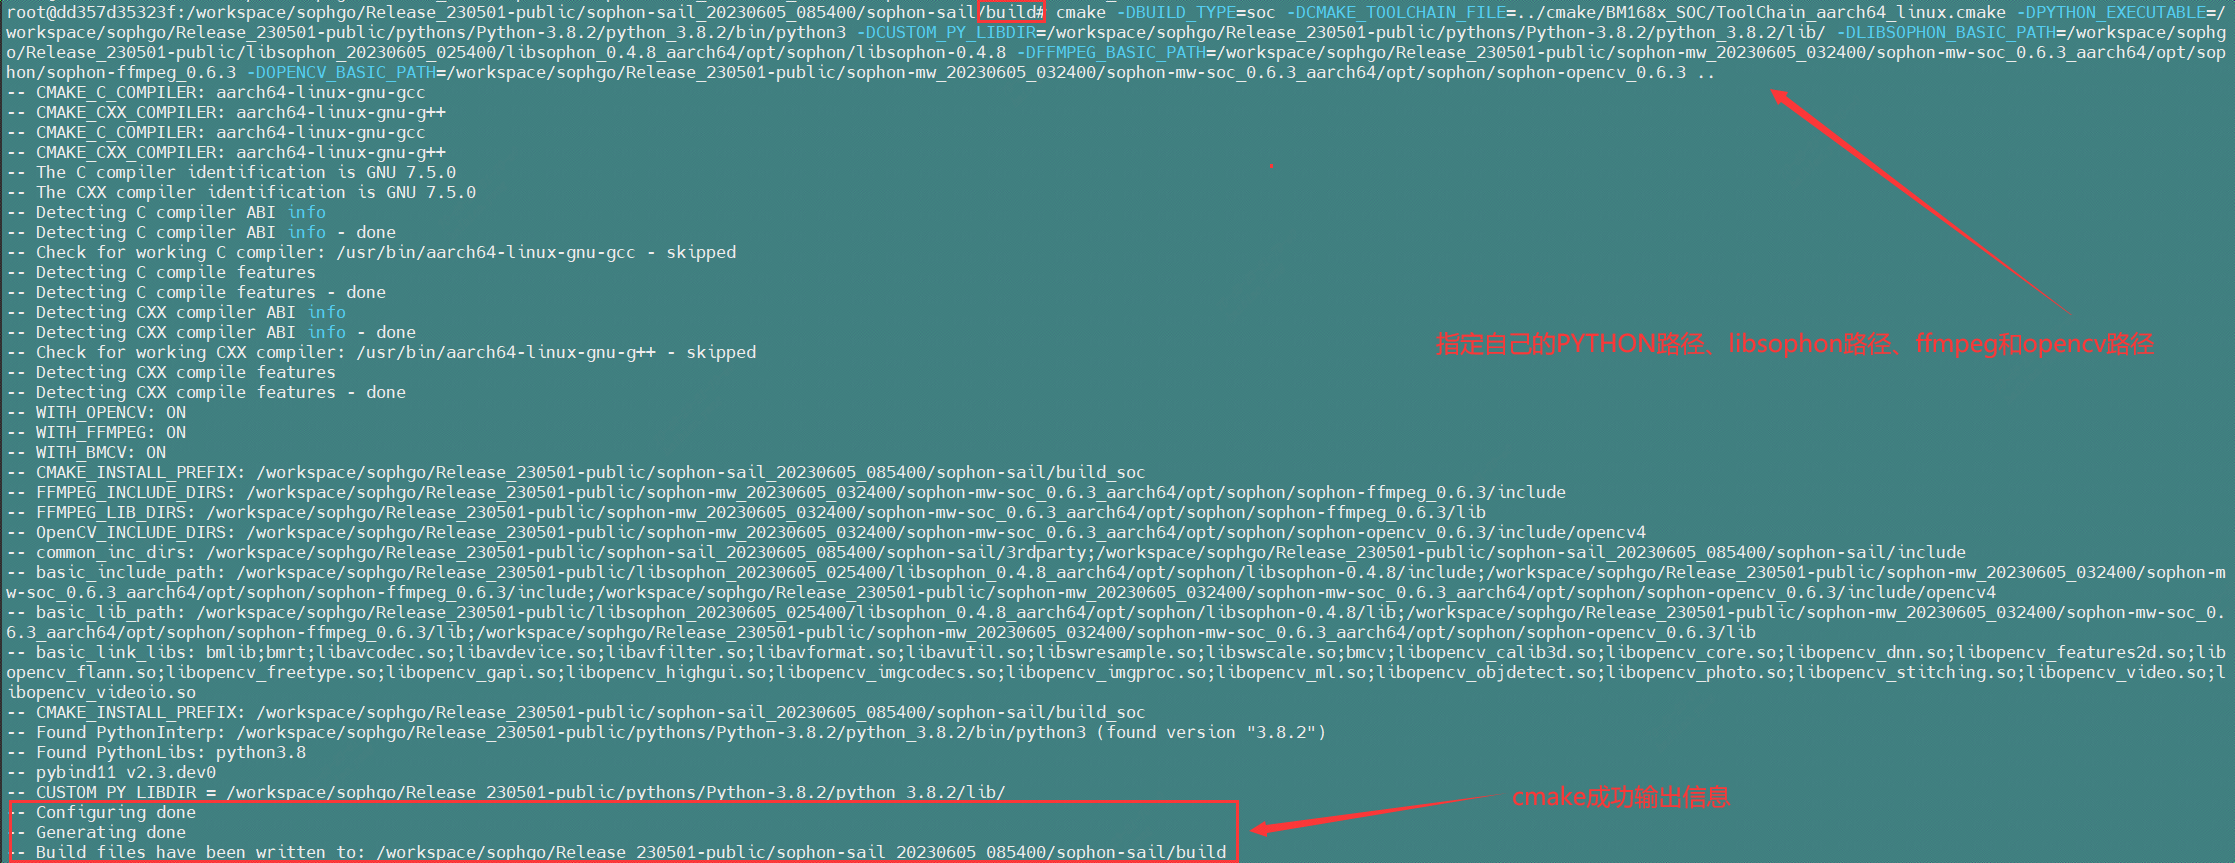 root@dd357d35323f:/workspace/sophgo/Release_230501-public/sophon-sail_20230605_085400/sophon-sail/build# cmake -DBUILD_TYPE=soc -DCMAKE_TOOLCHAIN_FILE=../cmake/BM168x_SOC/ToolChain_aarch64_linux.cmake -DPYTHON_EXECUTABLE=/
workspace/sophgo/Release_230501-public/pythons/Python-3.8.2/python_3.8.2/bin/python3 -DCUSTOM_PY_LIBDIR=/workspace/sophgo/Release_230501-public/pythons/Python-3.8.2/python_3.8.2/lib/ -DLIBSOPHON_BASIC_PATH=/workspace/sophg
o/Release_230501-public/libsophon_20230605_025400/libsophon_0.4.8_aarch64/opt/sophon/libsophon-0.4.8 -DFFMPEG_BASIC_PATH=/workspace/sophgo/Release_230501-public/sophon-mw_20230605_032400/sophon-mw-soc_0.6.3_aarch64/opt/sop
hon/sophon-ffmpeg_0.6.3 -DOPENCV_BASIC_PATH=/workspace/sophgo/Release_230501-public/sophon-mw_20230605_032400/sophon-mw-soc_0.6.3_aarch64/opt/sophon/sophon-opencv_0.6.3 ..
-- CMAKE_C_COMPILER: aarch64-linux-gnu-gcc
-- CMAKE_CXX_COMPILER: aarch64-linux-gnu-g++
-- CMAKE_C_COMPILER: aarch64-linux-gnu-gcc
-- CMAKE_CXX_COMPILER: aarch64-linux-gnu-g++
-- The C compiler identification is GNU 7.5.0
-- The CXX compiler identification is GNU 7.5.0
-- Detecting C compiler ABI info
-- Detecting C compiler ABI info - done
-- Check for working C compiler: /usr/bin/aarch64-linux-gnu-gcc - skipped
-- Detecting C compile features
-- Detecting C compile features - done
-- Detecting CXX compiler ABI info
-- Detecting CXX compiler ABI info - done
指定自己的PYTHON路径、libsophon路径、ffmpeg和opencv路径
-- Check for working CXX compiler: /usr/bin/aarch64-linux-gnu-g++ - skipped
-- Detecting CXX compile features
-- Detecting CXX compile features - done
-- WITH_OPENCV: ON
-- WITH_FFMPEG: ON
-- WITH_BMCV: ON
-- CMAKE_INSTALL_PREFIX: /workspace/sophgo/Release_230501-public/sophon-sail_20230605_085400/sophon-sail/build_soc
-- FFMPEG_INCLUDE_DIRS: /workspace/sophgo/Release_230501-public/sophon-mw_20230605_032400/sophon-mw-soc_0.6.3_aarch64/opt/sophon/sophon-ffmpeg_0.6.3/include
-- FFMPEG_LIB_DIRS: /workspace/sophgo/Release_230501-public/sophon-mw_20230605_032400/sophon-mw-soc_0.6.3_aarch64/opt/sophon/sophon-ffmpeg_0.6.3/lib
-- OpenCV_INCLUDE_DIRS: /workspace/sophgo/Release_230501-public/sophon-mw_20230605_032400/sophon-mw-soc_0.6.3_aarch64/opt/sophon/sophon-opencv_0.6.3/include/opencv4
-- common_inc_dirs: /workspace/sophgo/Release_230501-public/sophon-sail_20230605_085400/sophon-sail/3rdparty;/workspace/sophgo/Release_230501-public/sophon-sail_20230605_085400/sophon-sail/include
-- basic_include_path: /workspace/sophgo/Release_230501-public/libsophon_20230605_025400/libsophon_0.4.8_aarch64/opt/sophon/libsophon-0.4.8/include;/workspace/sophgo/Release_230501-public/sophon-mw_20230605_032400/sophon-m
w-soc_0.6.3_aarch64/opt/sophon/sophon-ffmpeg_0.6.3/include;/workspace/sophgo/Release_230501-public/sophon-mw_20230605_032400/sophon-mw-soc_0.6.3_aarch64/opt/sophon/sophon-opencv_0.6.3/include/opencv4
-- basic_lib_path: /workspace/sophgo/Release_230501-public/libsophon_20230605_025400/libsophon_0.4.8_aarch64/opt/sophon/libsophon-0.4.8/lib;/workspace/sophgo/Release_230501-public/sophon-mw_20230605_032400/sophon-mw-soc_0.
6.3_aarch64/opt/sophon/sophon-ffmpeg_0.6.3/lib;/workspace/sophgo/Release_230501-public/sophon-mw_20230605_032400/sophon-mw-soc_0.6.3_aarch64/opt/sophon/sophon-opencv_0.6.3/lib
-- basic_link_libs: bmlib;bmrt;libavcodec.so;libavdevice.so;libavfilter.so;libavformat.so;libavutil.so;libswresample.so;libswscale.so;bmcv;libopencv_calib3d.so;libopencv_core.so;libopencv_dnn.so;libopencv_features2d.so;lib
opencv_flann.so;libopencv_freetype.so;libopencv_gapi.so;libopencv_highgui.so;libopencv_imgcodecs.so;libopencv_imgproc.so;libopencv_ml.so;libopencv_objdetect.so;libopencv_photo.so;libopencv_stitching.so;libopencv_video.so;l
ibopencv_videoio.so
-- CMAKE_INSTALL_PREFIX: /workspace/sophgo/Release_230501-public/sophon-sail_20230605_085400/sophon-sail/build_soc
-- Found PythonInterp: /workspace/sophgo/Release_230501-public/pythons/Python-3.8.2/python_3.8.2/bin/python3 (found version "3.8.2")
-- Found PythonLibs: python3.8
-- pybind11 v2.3.dev0
-- CUSTOM_PY_LIBDIR = /workspace/sophgo/Release_230501-public/pythons/Python-3.8.2/python_3.8.2/lib/
cmake成功输出信息
-- Configuring done
-- Generating done
-- Build files have been written to: /workspace/sophgo/Release_230501-public/sophon-sail_20230605_085400/sophon-sail/build